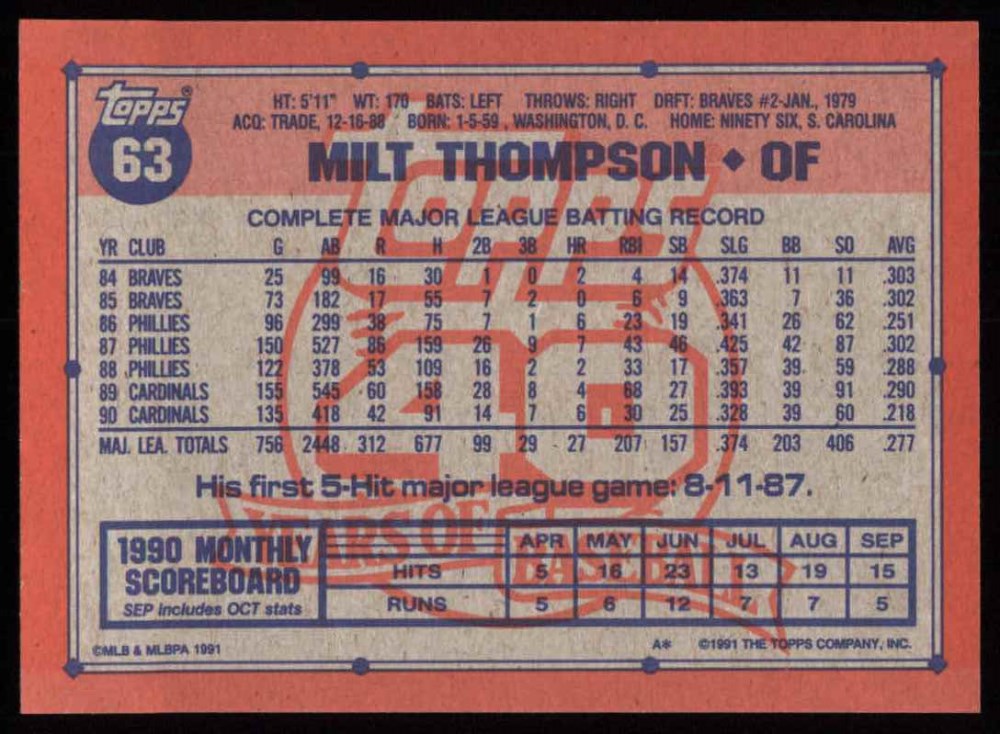 TOPPS®
63
HT: 5'11" WT: 170 BATS: LEFT THROWS: RIGHT DRFT: BRAVES #2-JAN., 1979
ACQ: TRADE, 12-16-88 BORN: 1-5-59, WASHINGTON, D. C. HOME: NINETY SIX, S. CAROLINA
MILT THOMPSON ◆ OF
COMPLETE MAJOR LEAGUE BATTING RECORD
YR CLUB G AB R H 2B 3B HR RBI SB SLG BB SO AVG
84 BRAVES 25 99 16 30 1 0 2 4 14 .374 11 11 .303
85 BRAVES 73 182 17 55 7 2 0 6 9 .363 7 36 .302
86 PHILLIES 96 299 38 75 7 1 6 23 19 .341 26 62 .251
87 PHILLIES 150 527 86 159 26 9 7 43 46 .425 42 87 .302
88 PHILLIES 122 378 53 109 16 2 2 33 17 .357 39 59 .288
89 CARDINALS 155 545 60 158 28 8 4 68 27 .393 39 91 .290
90 CARDINALS 135 418 42 91 14 7 6 30 25 .328 39 60 .218
MAJ. LEA. TOTALS 756 2448 312 677 99 29 27 207 157 .374 203 406 .277
His first 5-Hit major league game: 8-11-87.
TOPPS
40
YEARS OF
BASEBALL
1990 MONTHLY
SCOREBOARD
SEP includes OCT stats
APR MAY JUN JUL AUG SEP
HITS 5 16 23 13 19 15
RUNS 5 6 12 7 7 5
©MLB & MLBPA 1991
A* ©1991 THE TOPPS COMPANY, INC.